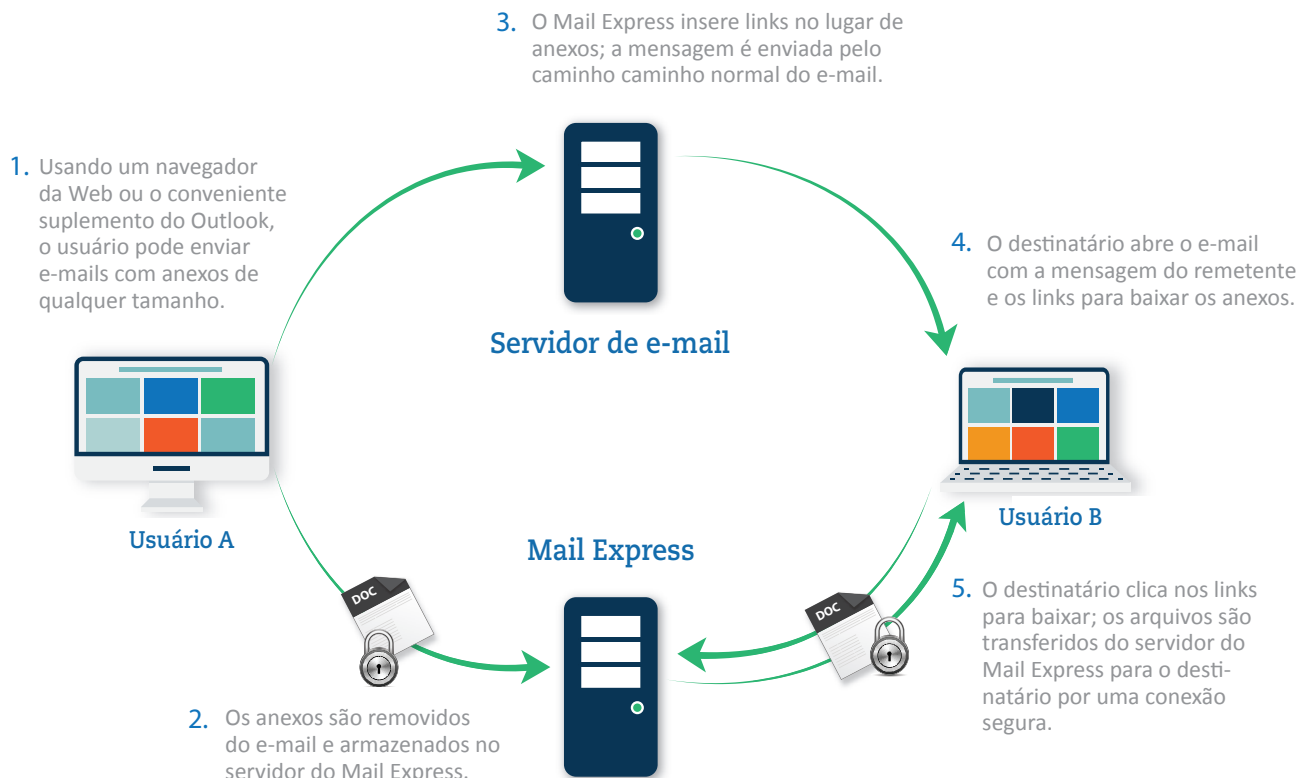 3. O Mail Express insere links no lugar de
anexos; a mensagem é enviada pelo
caminho caminho normal do e-mail.
1. Usando um navegador
da Web ou o conveniente
suplemento do Outlook,
o usuário pode enviar
e-mails com anexos de
qualquer tamanho.
4. O destinatário abre o e-mail
com a mensagem do remetente
e os links para baixar os anexos.
Servidor de e-mail
Usuário A
Usuário B
Mail Express
DOC
DOC
5. O destinatário clica nos links
para baixar; os arquivos são
transferidos do servidor do
Mail Express para o desti-
natário por uma conexão
segura.
2. Os anexos são removidos
do e-mail e armazenados no
servidor do Mail Express.